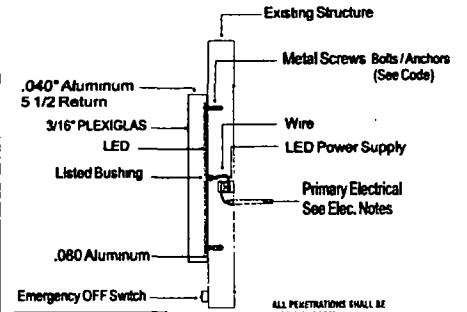 Existing Structure
Metal Screws Bolts / Anchors
(See Code)
.040" Aluminum
5 1/2 Return
3/16" PLEXIGLAS
LED
Wire
LED Power Supply
Listed Bushing
Primary Electrical
See Elec. Notes
.080 Aluminum
Emergency OFF Switch
ALL PENETRATIONS SHALL BE